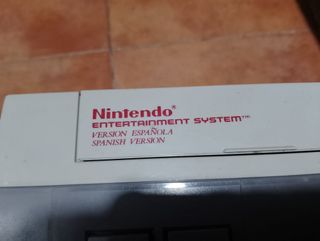 Nintendo®
ENTERTAINMENT SYSTEM™
VERSION ESPAÑOLA
SPANISH VERSION